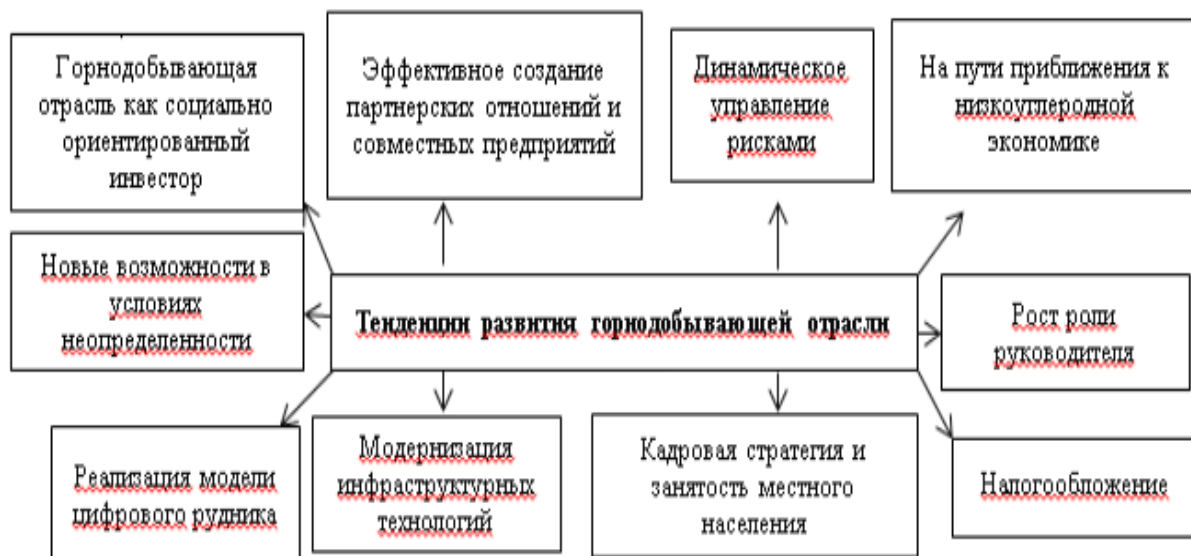 Горнодобывающая
отрасль как социально
ориентированный
инвестор
Эффективное создание
партнерских отношений и
совместных предприятий
Динамическое
управление
рисками
На пути приближения к
низкоуглеродной
экономике
Новые возможности в
условиях
неопределенности
Тенденции развития горнодобывающей отрасли
Рост роли
руководителя
Реализация модели
цифрового рудника
Модернизация
инфраструктурных
технологий
Кадровая стратегия и
занятость местного
населения
Налогообложение